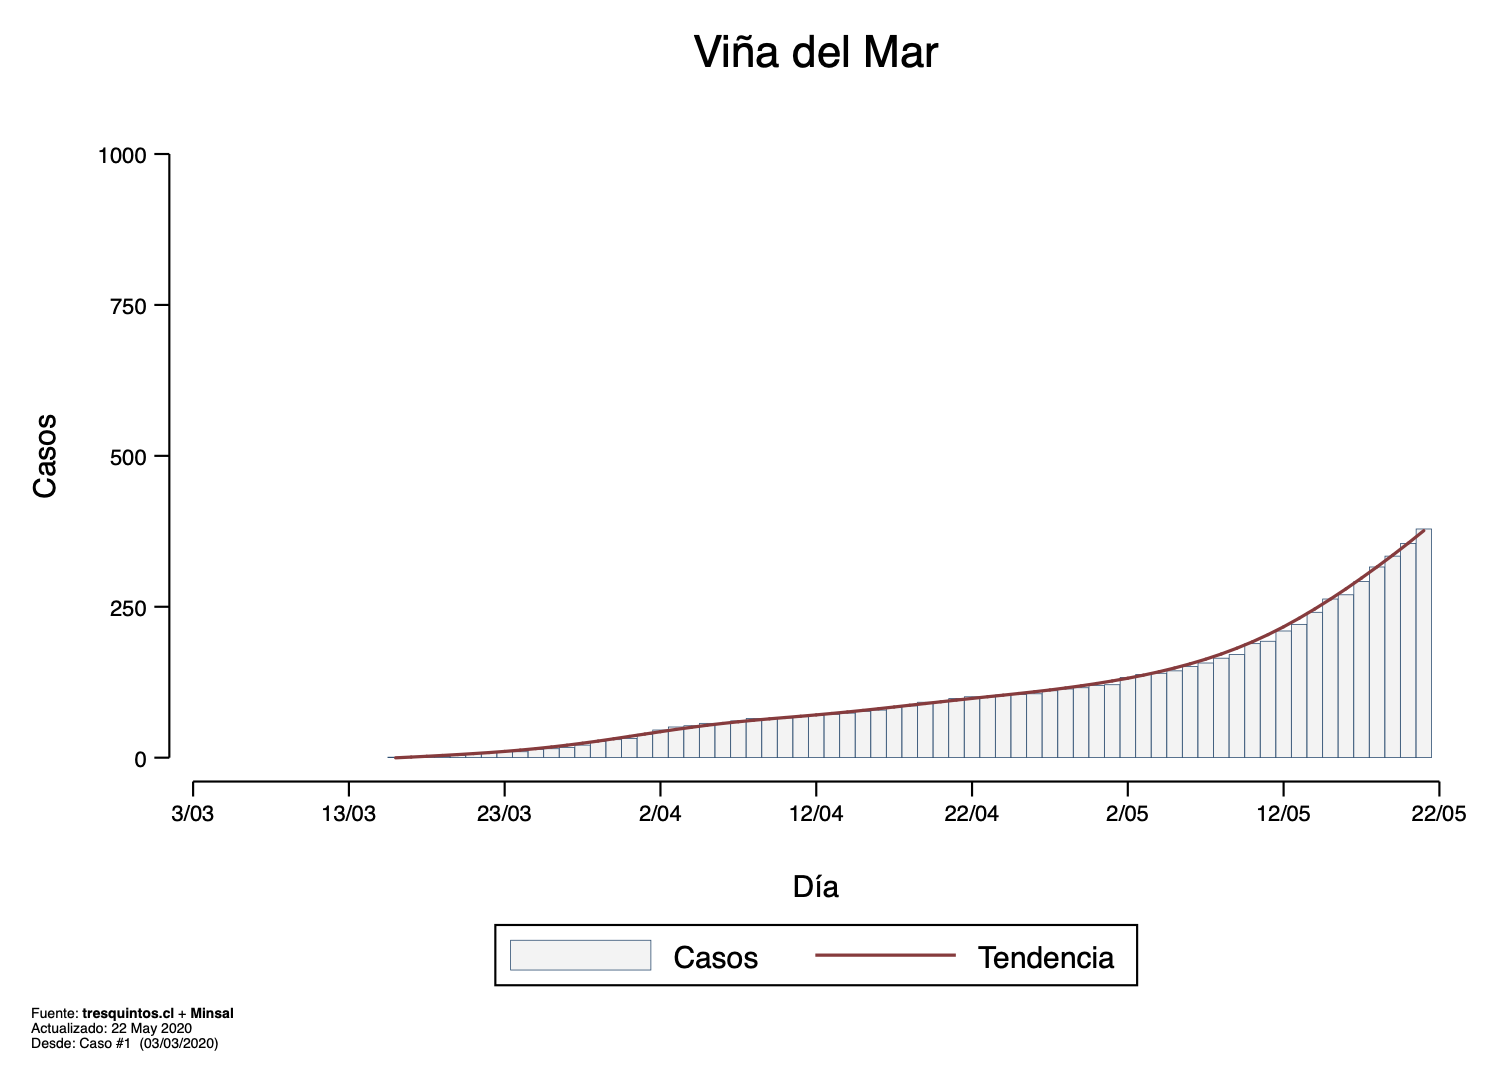 Viña del Mar
1000
750
500
250
0
Casos
3/03 13/03 23/03 2/04 12/04 22/04 2/05 12/05 22/05
Día
Casos Tendencia
Fuente: tresquintos.cl + Minsal
Actualizado: 22 May 2020
Desde: Caso #1 (03/03/2020)